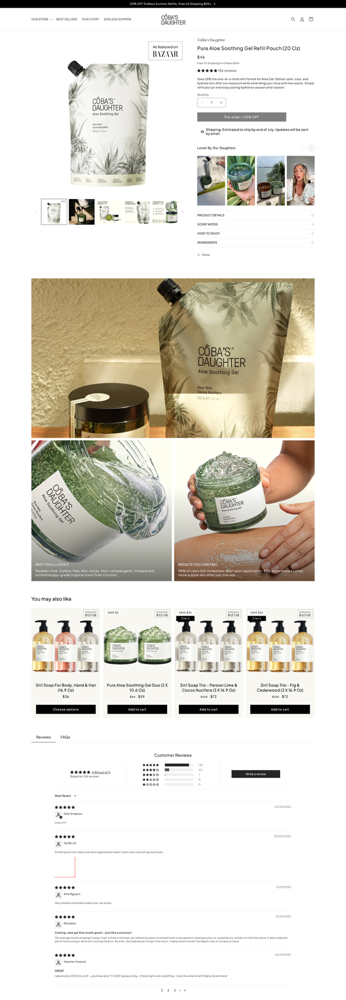 20% OFF Endless Summer Refills. Free US Shipping $50+ →
OUR STORE
BEST SELLERS
OUR STORY
ENDLESS SUMMER
CÔBA'S
DAUGHTER
As featured on
BAZAAR
CÔBA'S
DAUGHTER
Aloe Soothing Gel
Aloe Vera
Cocos Nucifera
567g ℮ (20 oz)
CoBa's Daughter
Pure Aloe Soothing Gel Refill Pouch (20 Oz)
$46
Free US Shipping on Orders $50+
156 reviews
Save 28% the one-of-a-kind refill format for Aloe Gel. Deliver calm, cool, and
hydrate skin after sun exposure while extending your ritual with less waste. Simply
refill your jar and enjoy lasting hydration season after season.
Quantity
1
Pre-order • 20% OFF
Shipping: Estimated to ship by end of July. Updates will be sent
by email.
Loved By Our Daughters
PRODUCT DETAILS
SCENT NOTES
HOW TO ENJOY
INGREDIENTS
Share
CÔBA'S
DAUGHTER
Aloe Soothing Gel
Aloe Vera
Cocos Nucifera
567g ℮ (20 oz)
CÔBA'S
DAUGHTER
Aloe Soothing Gel
Aloe 98%
Cocos Nucifera
WHY YOU'LL LOVE IT
Paraben-free. Sulfate-free. Non-sticky. Non-comedogenic. Infused with
aromatherapy-grade tropical scent from coconut.
CÔBA'S
DAUGHTER
Aloe Soothing Gel
Aloe 98%
Cocos Nucifera
RESULTS YOU CAN FEEL
98% of users felt immediate relief upon application. 96% experienced softer,
more supple skin after just one use.
You may also like
As featured on
BAZAAR
3in1 Soap For Body, Hand & Hair
(16.9 Oz)
$36
Choose options
SAVE $5
As featured on
BAZAAR
Pure Aloe Soothing Gel Duo (2 X
10.6 Oz)
$64 $59
Add to cart
SAVE $36
3 for 2
As featured on
BAZAAR
3in1 Soap Trio - Persian Lime &
Cocos Nucifera (3 X 16.9 Oz)
$108 $72
Add to cart
SAVE $36
3 for 2
As featured on
BAZAAR
3in1 Soap Trio - Fig &
Cedarwood (3 X 16.9 Oz)
$108 $72
Add to cart
Reviews
FAQs
Customer Reviews
4.84 out of 5
Based on 156 reviews
132
23
1
0
0
Write a review
Most Recent
07/25/2026
Dale Simpson
Love it!!!!
02/02/2026
Hà Nhi Lê
Smells quite nice, feels cool when applied but haven't seen clear nourishing results yet
12/19/2025
Allie Nguyen
Very smooth and smells really nice, not sticky
12/01/2025
KGodwin
Cooling, aloe gel that smells great--just like a coconut!
This aloe gel smells amazing! It does 'melt' a little in the heat, but otherwise goes on smooth and is very good at treating sunburns, carpet burns, and burns from the stove. It does a decent
job of moisturizing it while still cooling the burn. As a fair-skinned woman living in the south, I highly recommend it for beach trips or to have on hand.
10/29/2025
Heather Howard
GREAT
I absolutely LOVE this stuff ... you know why ? It's NOT gooey sticky . It feels light and is soothing . I love the clean smell! Highly recommend
1 2 3